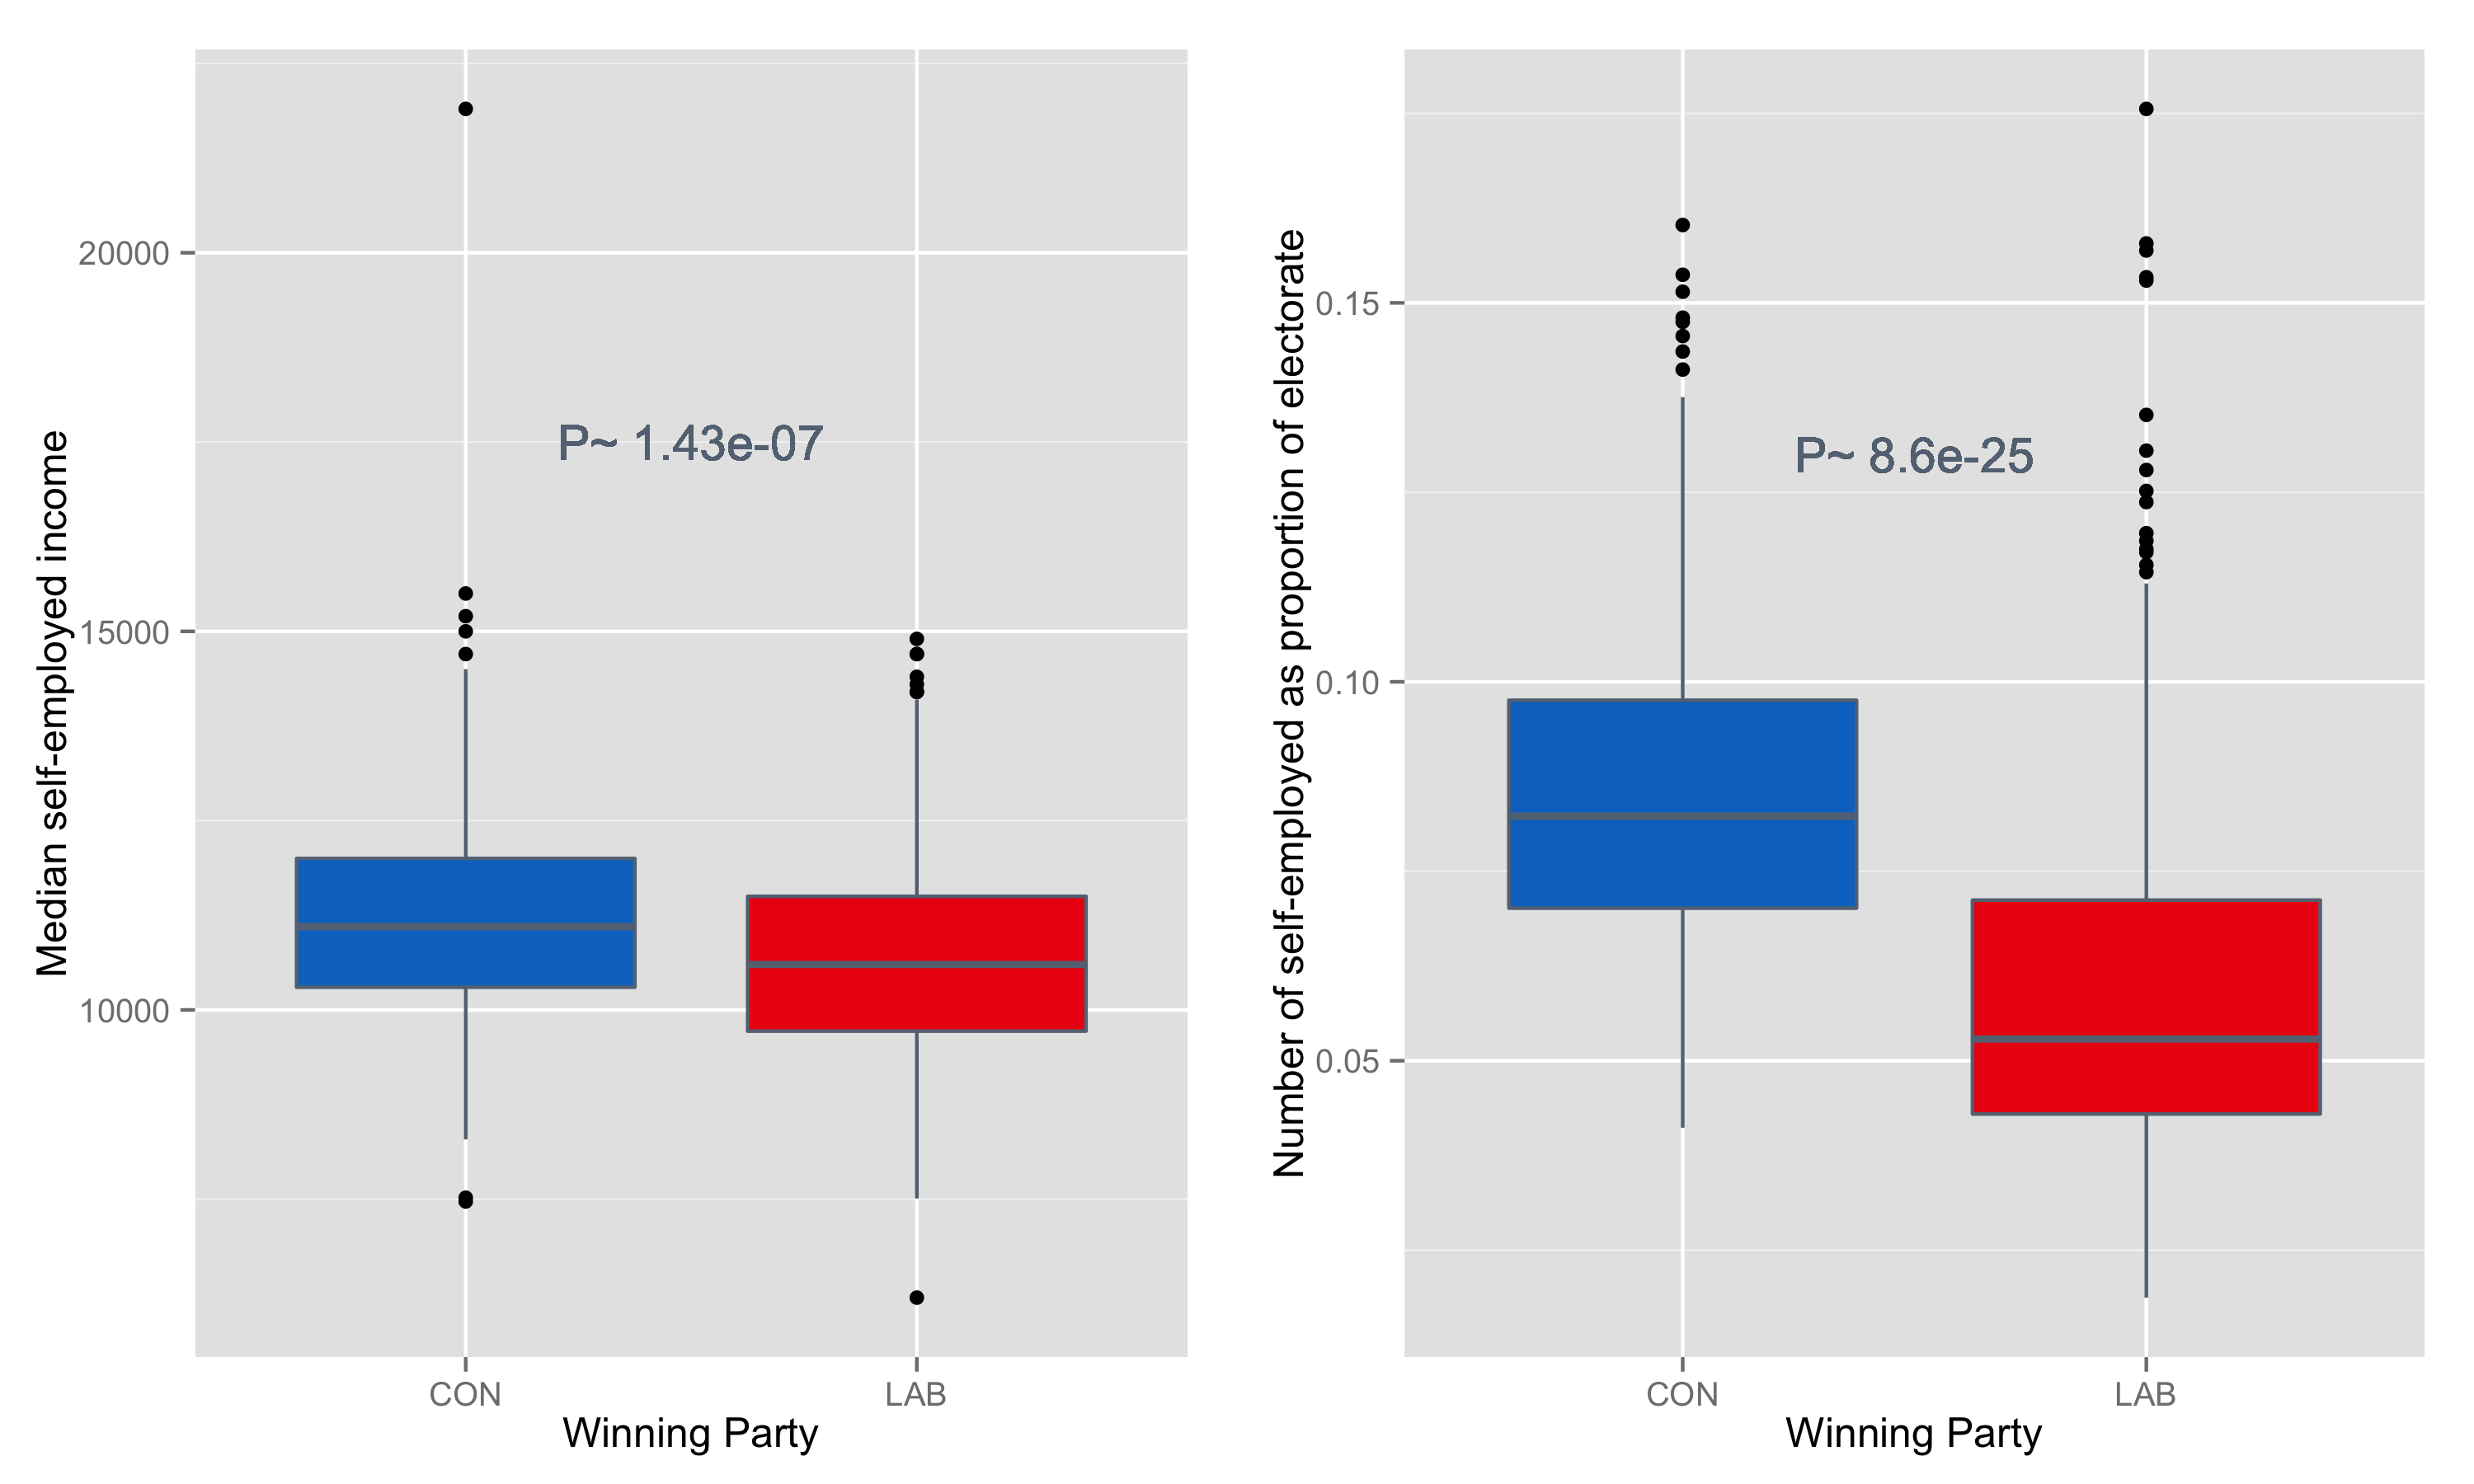 Median self-employed income
20000
15000
10000
P~ 1.43e-07
CON
LAB
Winning Party
Number of self-employed as proportion of electorate
0.15
0.10
0.05
P~ 8.6e-25
CON
LAB
Winning Party